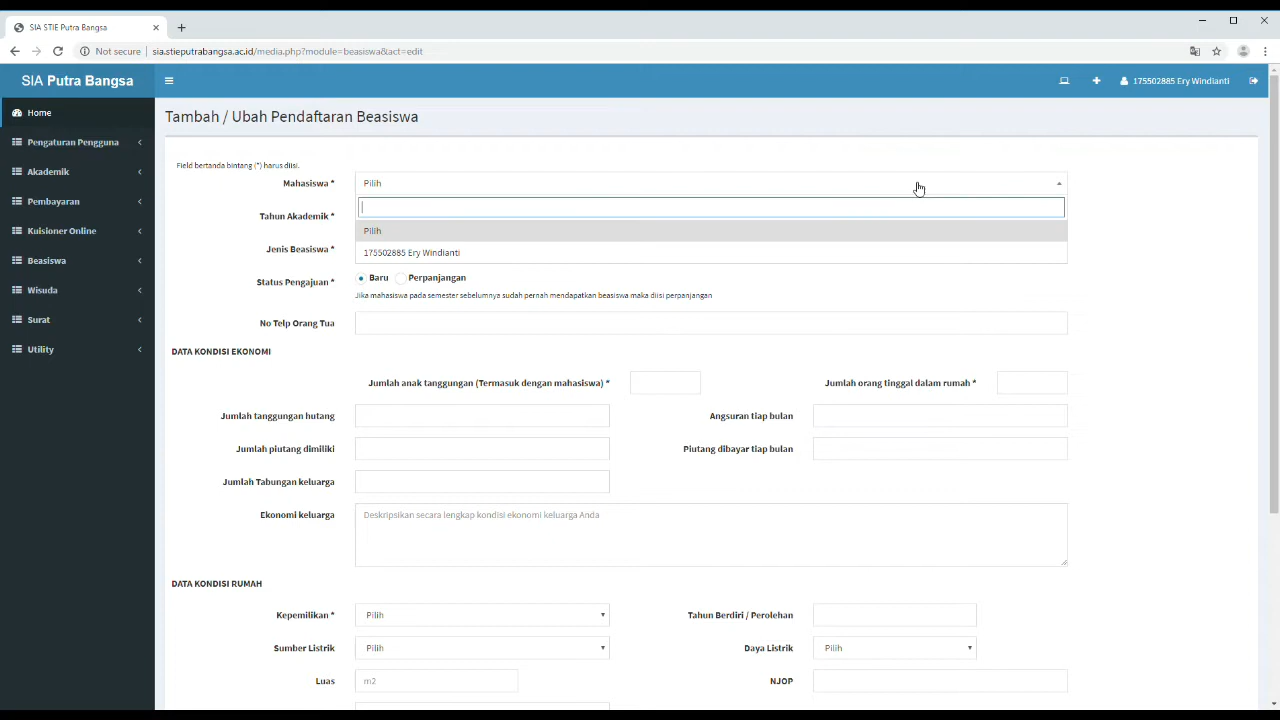 SIA STIE Putra Bangsa
Not secure | sia.stieputrabangsa.ac.id/media.php?module=beasiswa&act=edit
SIA Putra Bangsa
175502885 Ery Windianti
Home
Pengaturan Pengguna
Akademik
Pembayaran
Kuisioner Online
Beasiswa
Wisuda
Surat
Utility
Tambah / Ubah Pendaftaran Beasiswa
Field bertanda bintang (*) harus diisi.
Mahasiswa * Pilih
Pilih
175502885 Ery Windianti
Tahun Akademik *
Jenis Beasiswa *
Status Pengajuan * Baru Perpanjangan
Jika mahasiswa pada semester sebelumnya sudah pernah mendapatkan beasiswa maka diisi perpanjangan
No Telp Orang Tua
DATA KONDISI EKONOMI
Jumlah anak tanggungan (Termasuk dengan mahasiswa) * Jumlah orang tinggal dalam rumah *
Jumlah tanggungan hutang Angsuran tiap bulan
Jumlah piutang dimiliki Piutang dibayar tiap bulan
Jumlah Tabungan keluarga
Ekonomi keluarga Deskripsikan secara lengkap kondisi ekonomi keluarga Anda
DATA KONDISI RUMAH
Kepemilikan * Pilih Tahun Berdiri / Perolehan
Sumber Listrik Pilih Daya Listrik Pilih
Luas m2 NJOP